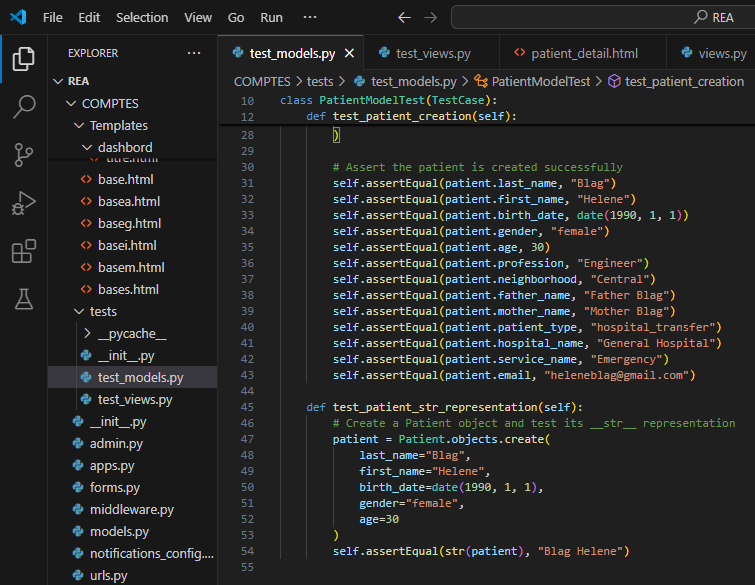 File Edit Selection View Go Run ··· ← → REA
EXPLORER ···
REA
COMPTES
Templates
dashbord
titre.html
base.html
basea.html
baseg.html
basei.html
basem.html
bases.html
tests
__pycache__
__init__.py
test_models.py
test_views.py
__init__.py
admin.py
apps.py
forms.py
middleware.py
models.py
notifications_config....
urls.py
test_models.py × test_views.py patient_detail.html views.py
COMPTES > tests > test_models.py > PatientModelTest > test_patient_creation
10 class PatientModelTest(TestCase):
12 def test_patient_creation(self):
28 )
29
30 # Assert the patient is created successfully
31 self.assertEqual(patient.last_name, "Blag")
32 self.assertEqual(patient.first_name, "Helene")
33 self.assertEqual(patient.birth_date, date(1990, 1, 1))
34 self.assertEqual(patient.gender, "female")
35 self.assertEqual(patient.age, 30)
36 self.assertEqual(patient.profession, "Engineer")
37 self.assertEqual(patient.neighborhood, "Central")
38 self.assertEqual(patient.father_name, "Father Blag")
39 self.assertEqual(patient.mother_name, "Mother Blag")
40 self.assertEqual(patient.patient_type, "hospital_transfer")
41 self.assertEqual(patient.hospital_name, "General Hospital")
42 self.assertEqual(patient.service_name, "Emergency")
43 self.assertEqual(patient.email, "heleneblag@gmail.com")
44
45 def test_patient_str_representation(self):
46 # Create a Patient object and test its __str__ representation
47 patient = Patient.objects.create(
48 last_name="Blag",
49 first_name="Helene",
50 birth_date=date(1990, 1, 1),
51 gender="female",
52 age=30
53 )
54 self.assertEqual(str(patient), "Blag Helene")
55